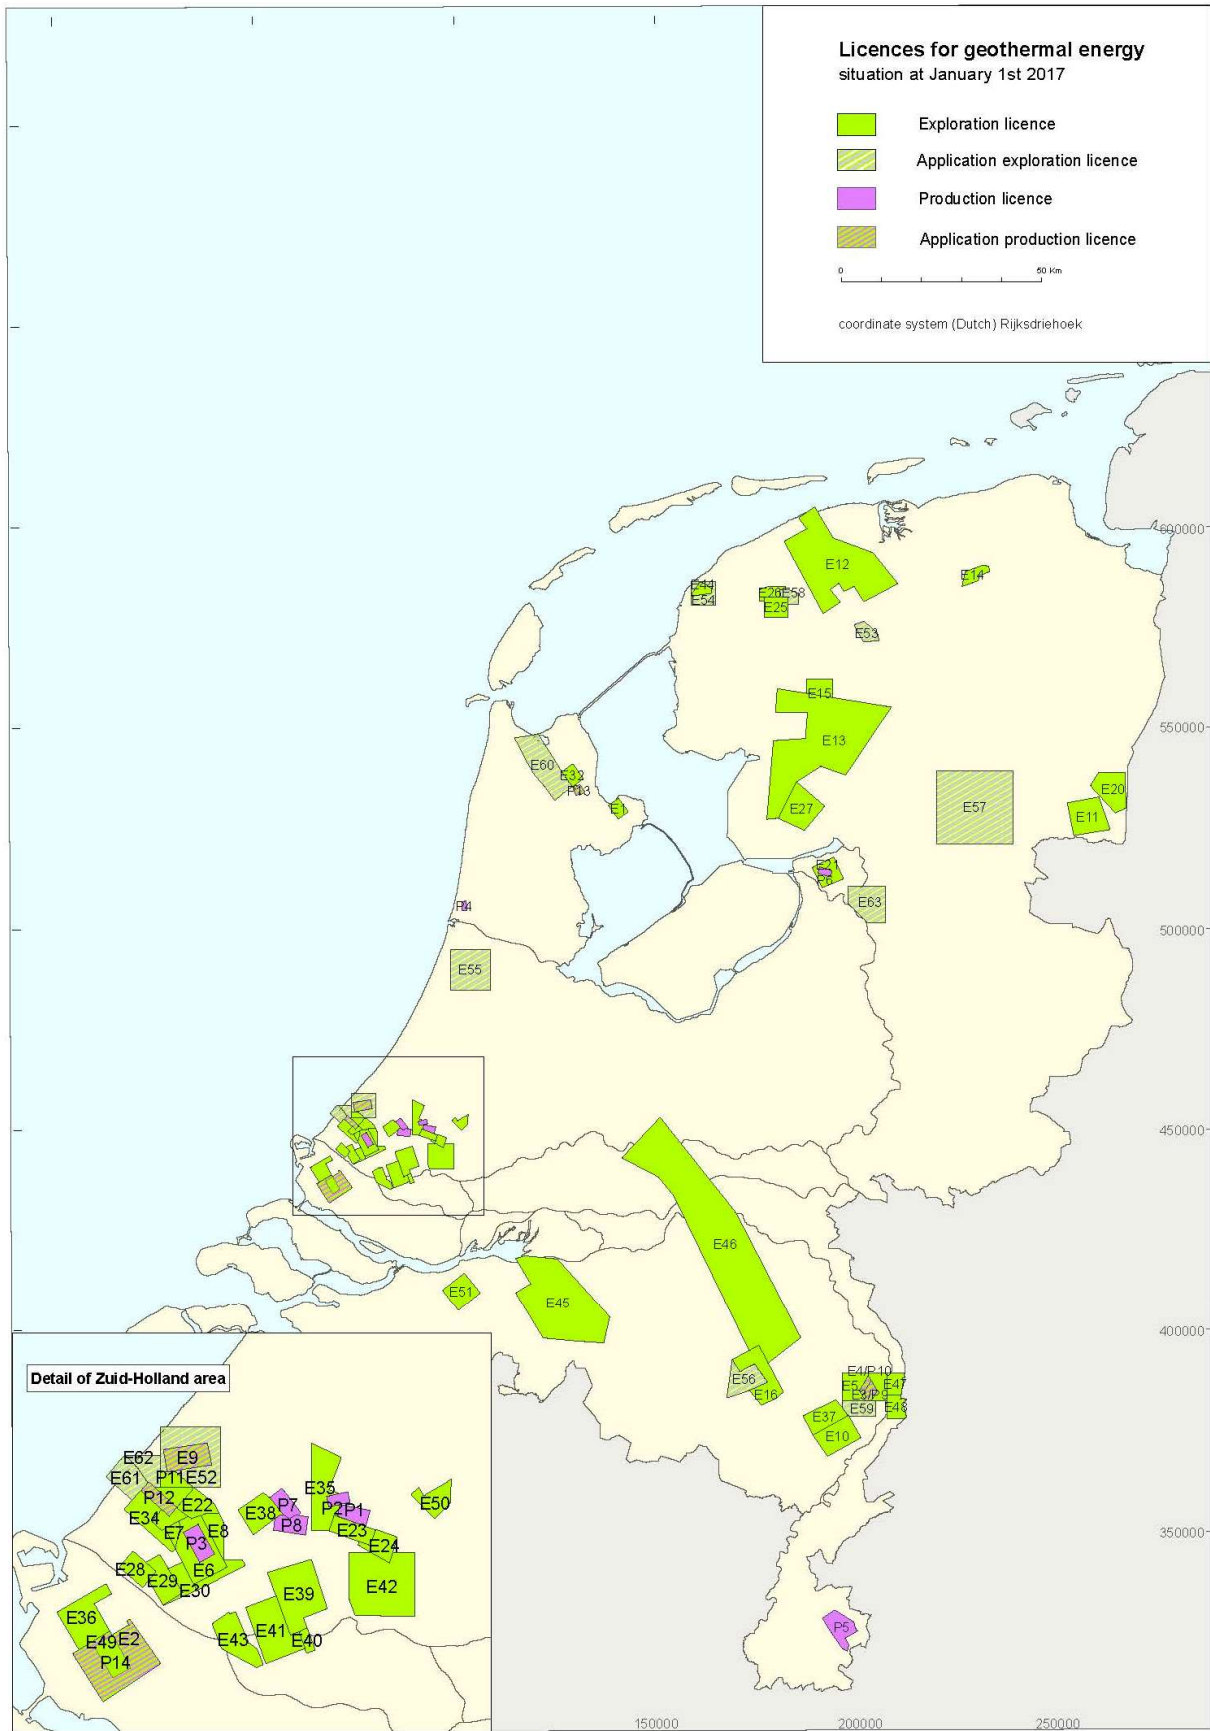 Licences for geothermal energy
situation at January 1st 2017
Exploration licence
Application exploration licence
Production licence
Application production licence
0 50 Km
coordinate system (Dutch) Rijksdriehoek
600000
E12
E14
E44
E54
E26 E58
E25
E53
E15
E13
550000
E60
E32
P13
E1
E27
E57
E20
E11
E21
P6
E63
P4
500000
E55
450000
E46
E51
E45
400000
E56
E16
E4/P10
E5
E47
E3/P9
E59
E48
E37
E10
350000
P5
150000
200000
250000
Detail of Zuid-Holland area
E62
E9
E61
P11 E52
P12
E22
E34
E7
E8
P3
E6
E28
E29
E30
E35
E38
P7
P8
P2 P1
E23
E24
E50
E42
E39
E41
E40
E43
E36
E49 E2
P14